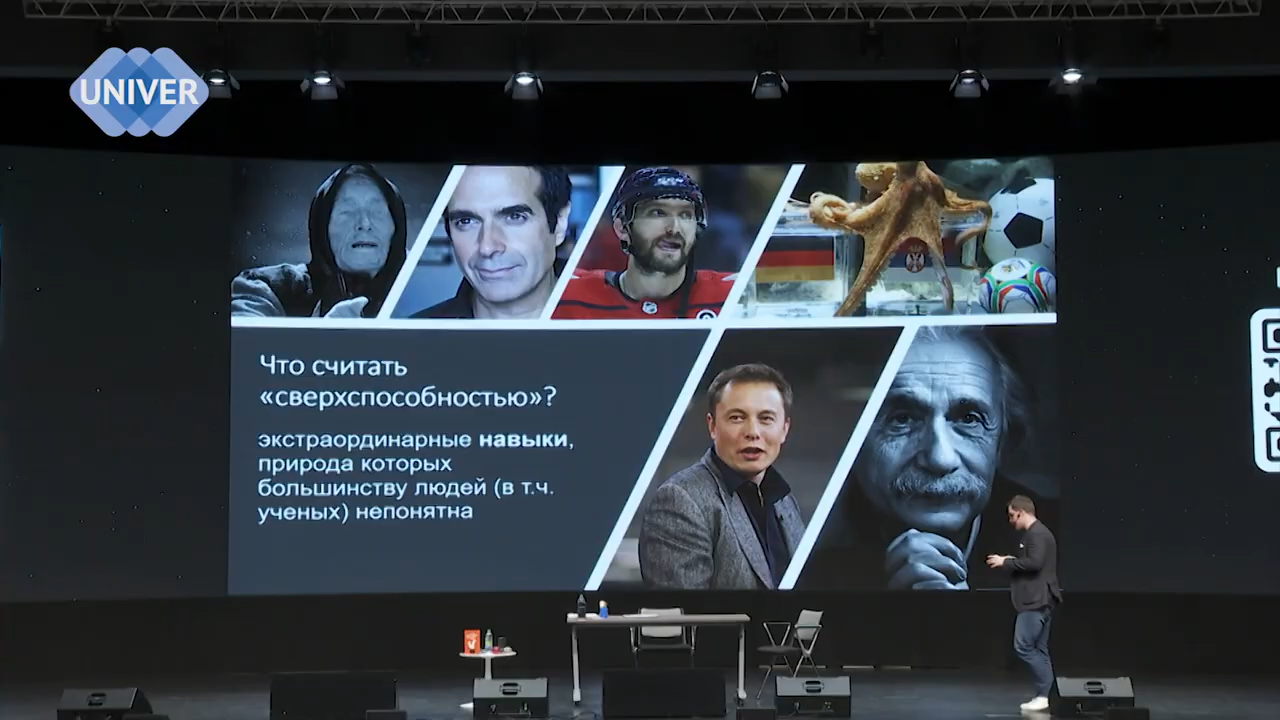 UNIVER
Что считать
«сверхспособностью»?
экстраординарные навыки,
природа которых
большинству людей (в т.ч.
ученых) непонятна